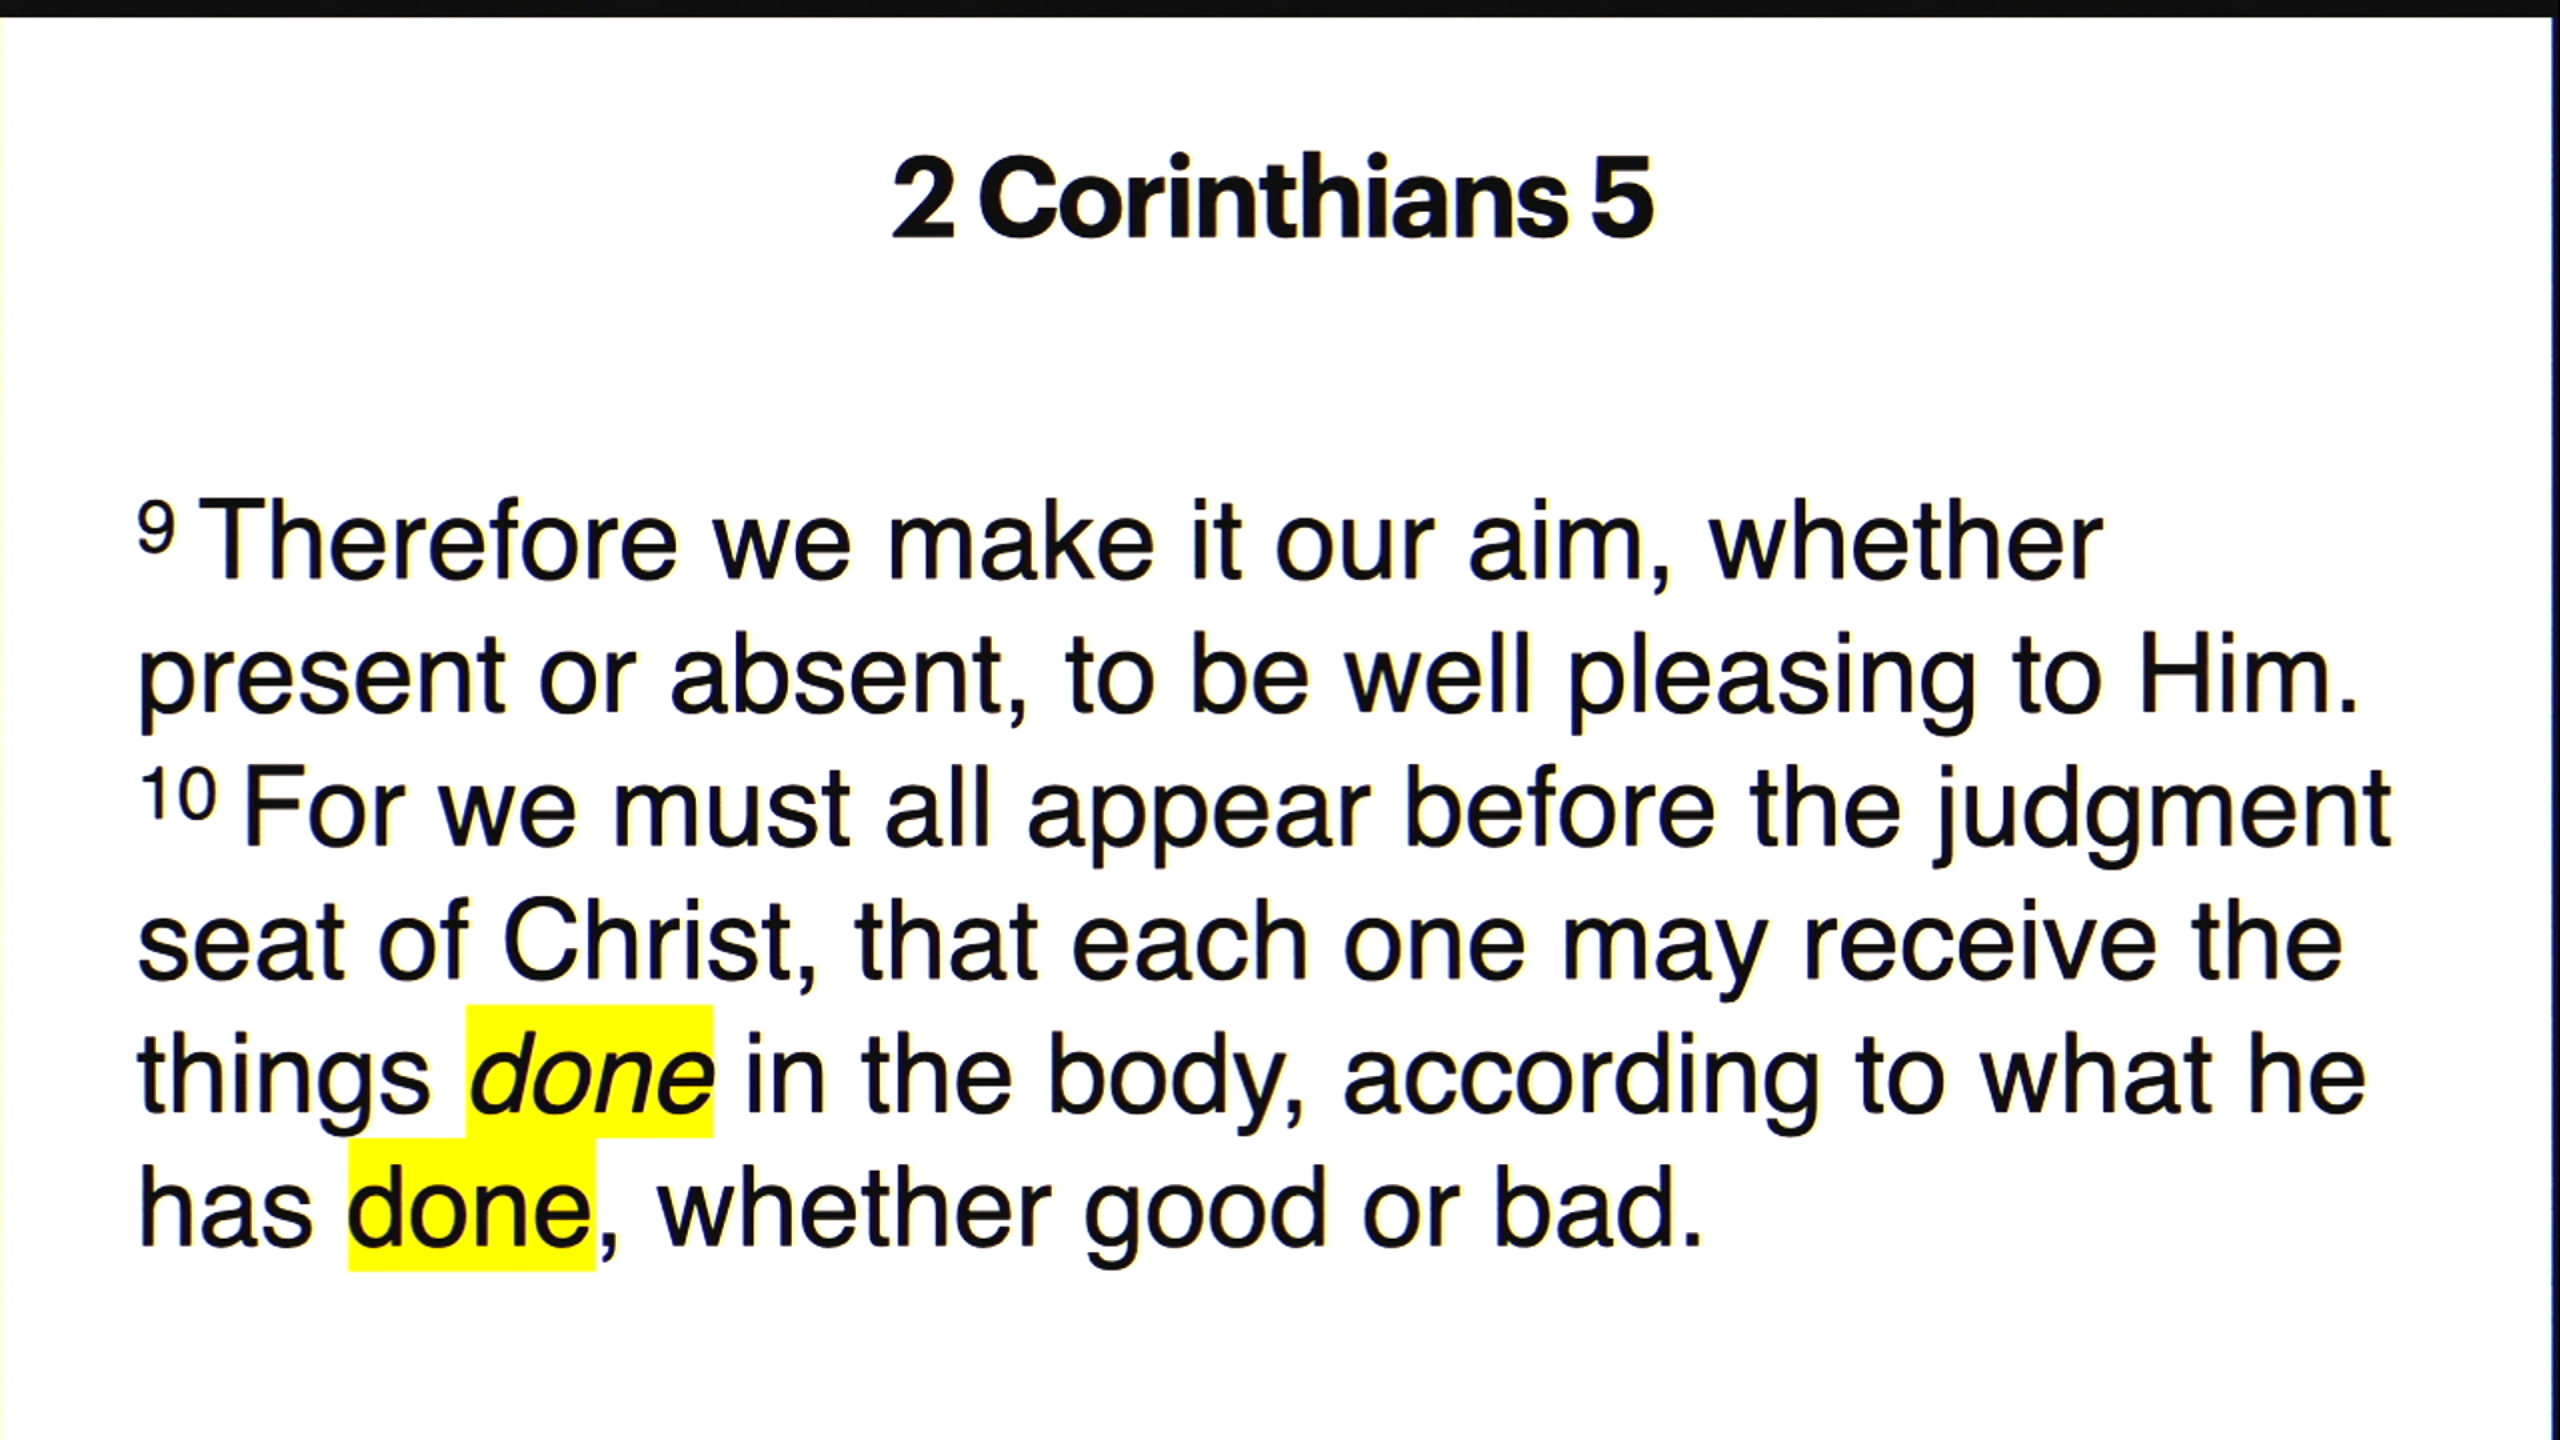 2 Corinthians 5
9 Therefore we make it our aim, whether
present or absent, to be well pleasing to Him.
10 For we must all appear before the judgment
seat of Christ, that each one may receive the
things done in the body, according to what he
has done, whether good or bad.